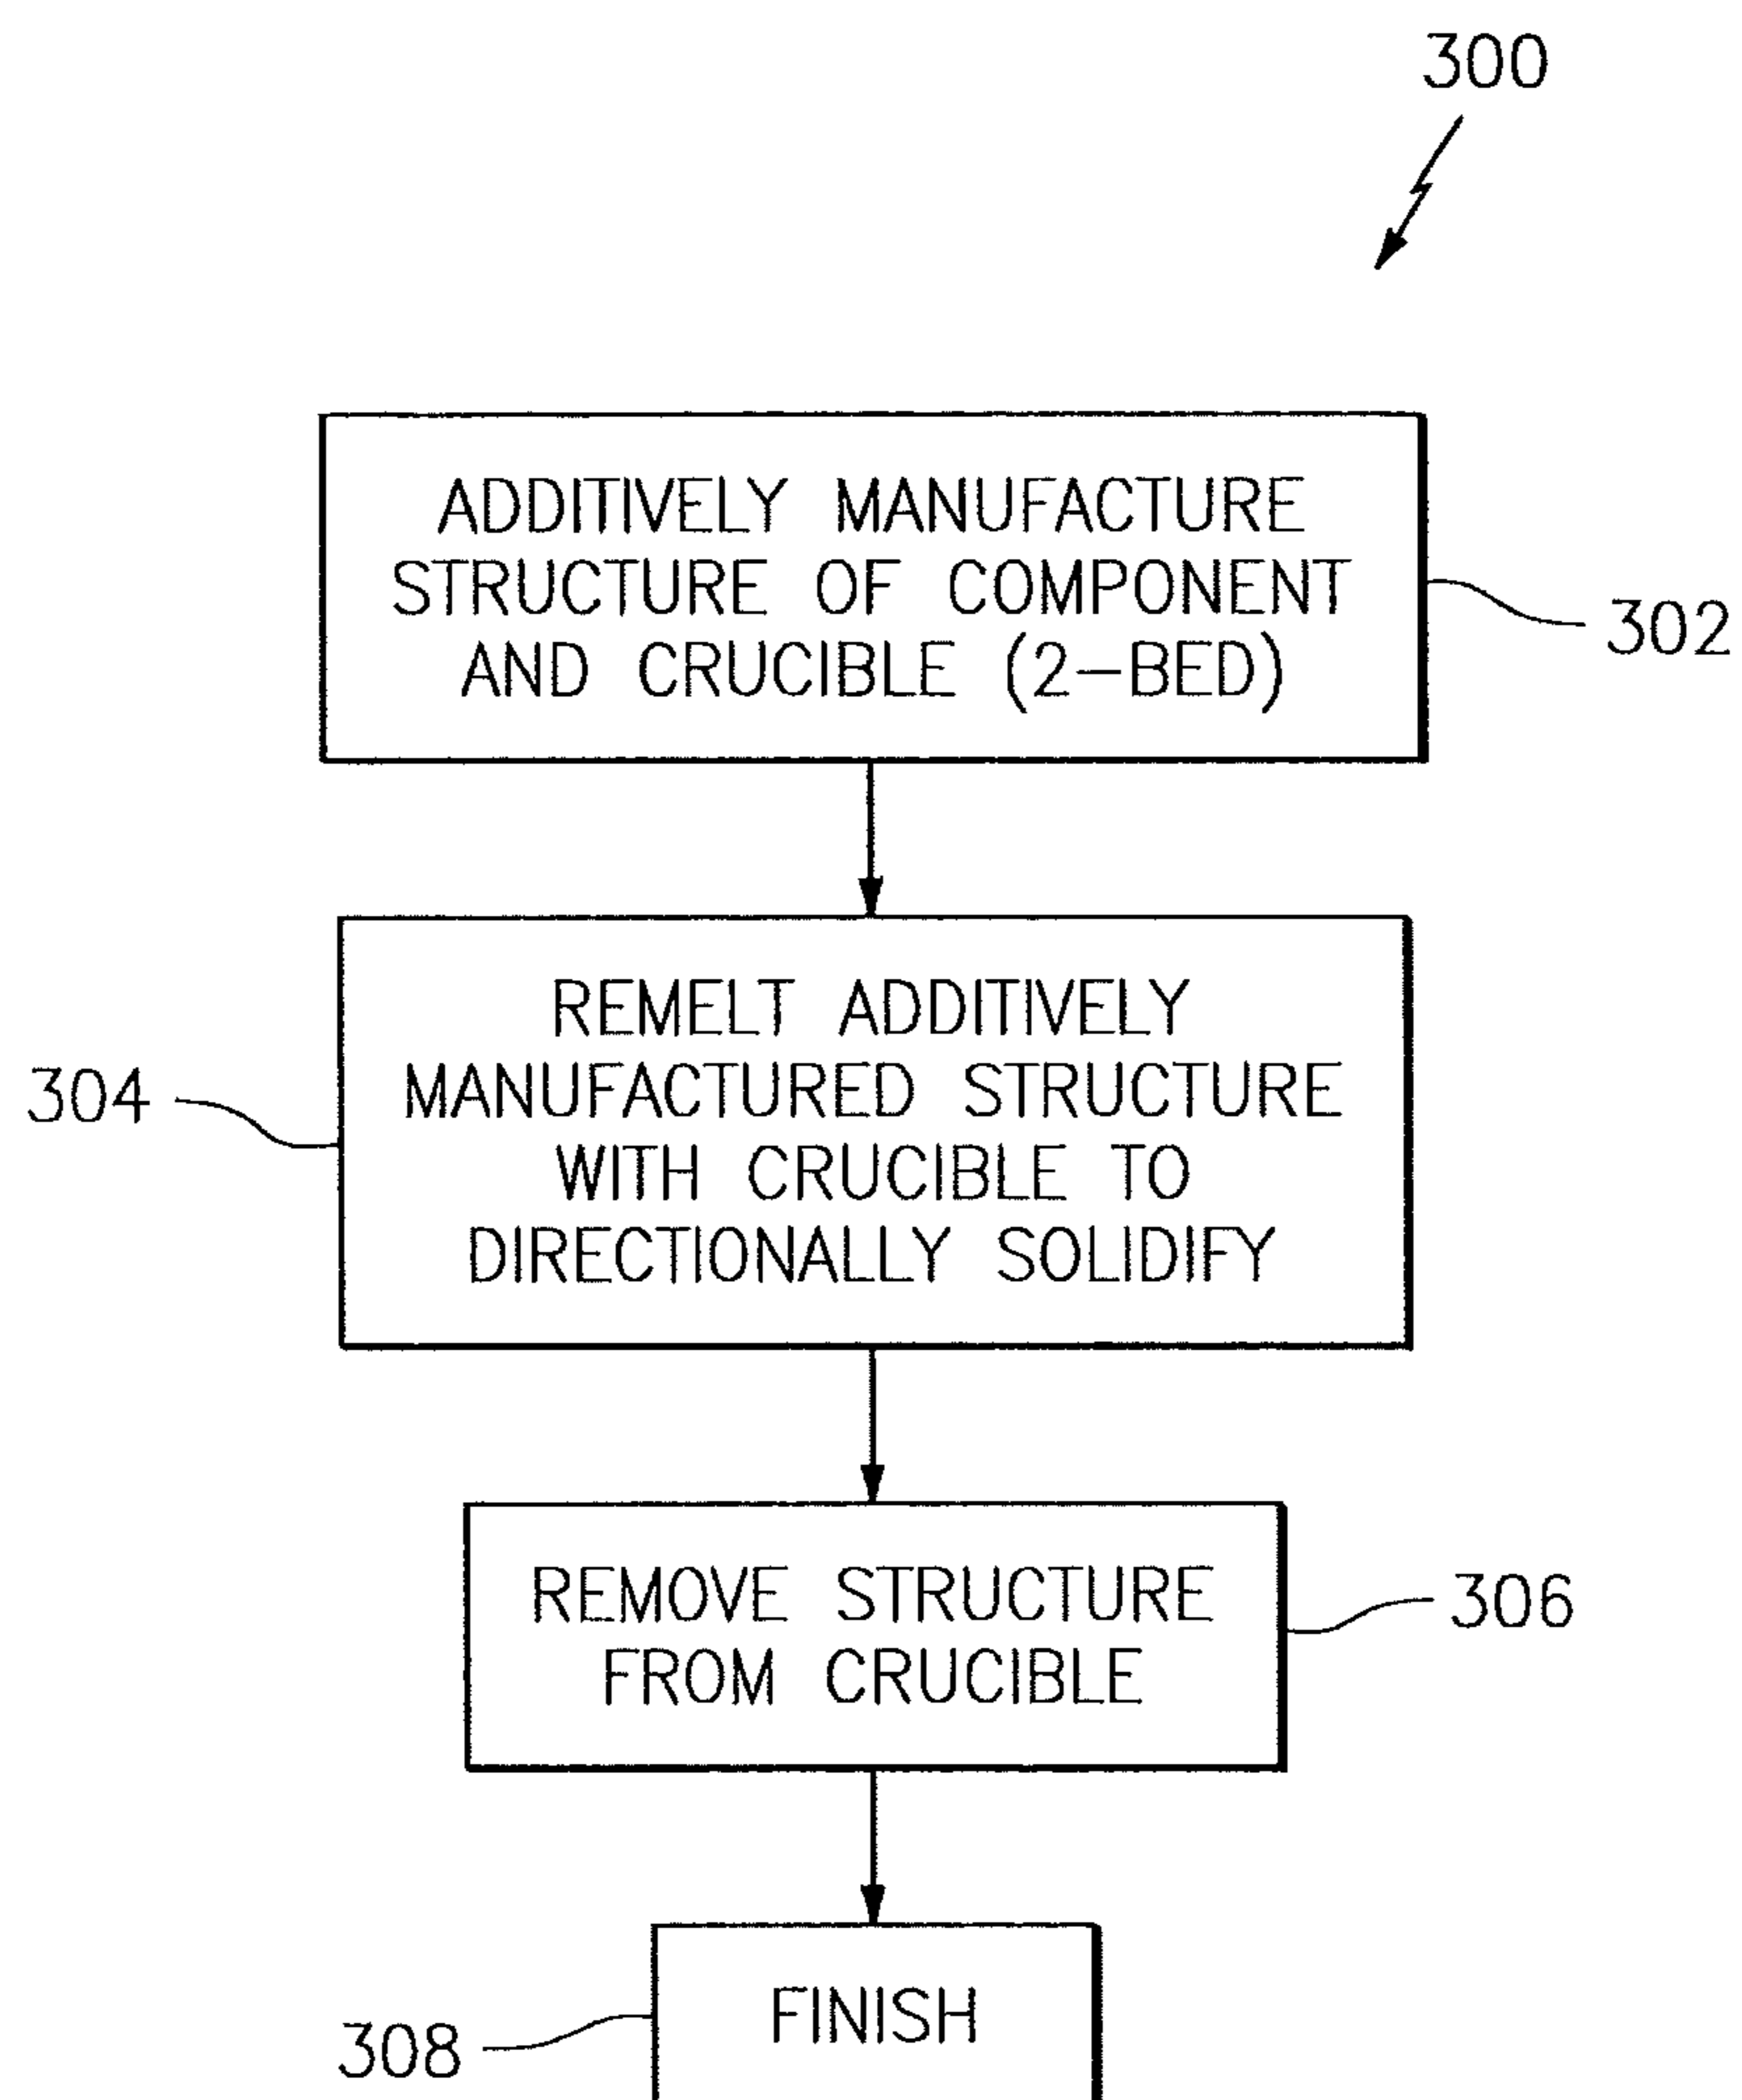 300
ADDITIVELY MANUFACTURE
STRUCTURE OF COMPONENT
AND CRUCIBLE (2-BED)
302
REMELT ADDITIVELY
MANUFACTURED STRUCTURE
WITH CRUCIBLE TO
DIRECTIONALLY SOLIDIFY
304
REMOVE STRUCTURE
FROM CRUCIBLE
306
FINISH
308